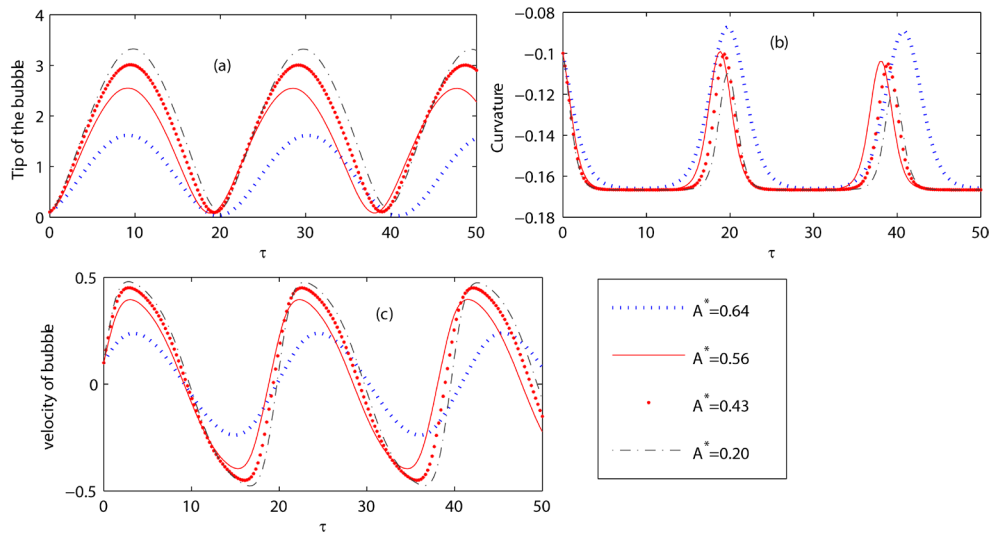 4
3
2
1
0
Tip of the bubble
(a)
0
10
20
30
40
50
τ
−0.08
−0.1
−0.12
−0.14
−0.16
−0.18
Curvature
(b)
0
10
20
30
40
50
τ
0.5
0
−0.5
velocity of bubble
(c)
0
10
20
30
40
50
τ
A*=0.64
A*=0.56
A*=0.43
A*=0.20